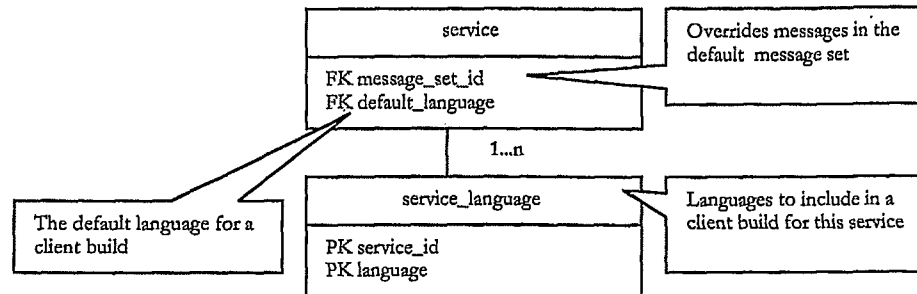 service
FK message_set_id
FK default_language
Overrides messages in the
default message set
1...n
The default language for a
client build
service_language
PK service_id
PK language
Languages to include in a
client build for this service